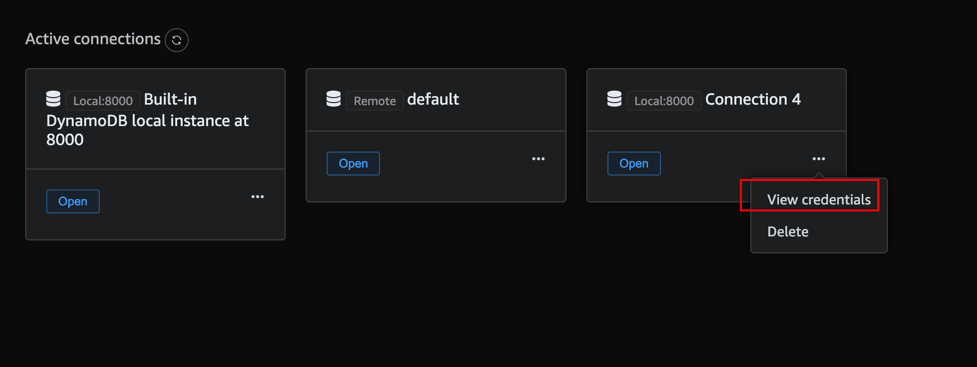 Active connections
Local:8000 Built-in
DynamoDB local instance at
8000
Open
Remote default
Open
Local:8000 Connection 4
Open
View credentials
Delete